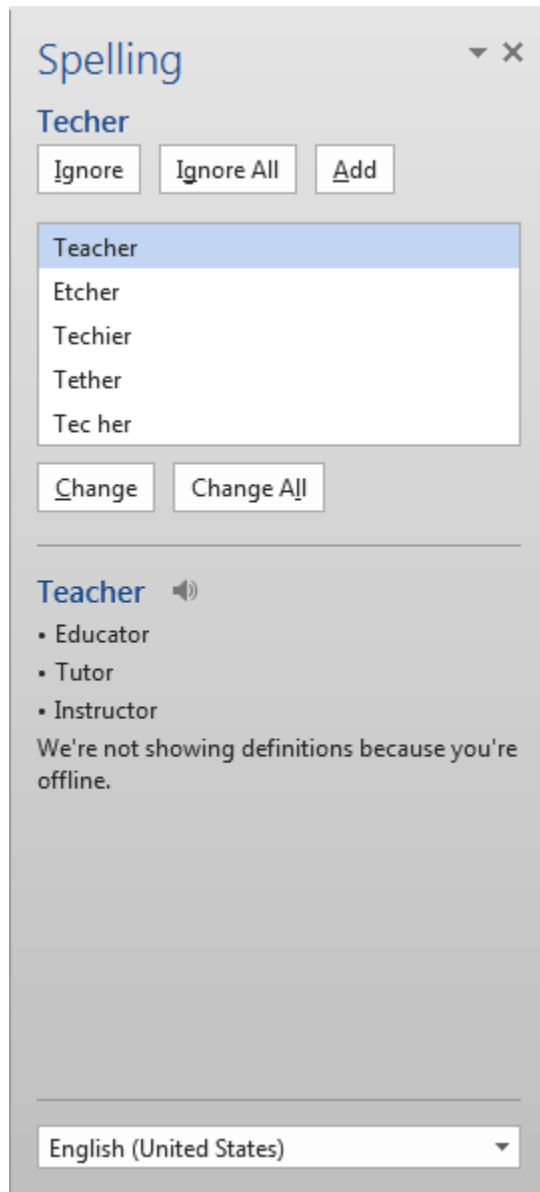 Spelling
Techer
Ignore Ignore All Add
Teacher
Etcher
Techier
Tether
Tec her
Change Change All
Teacher
• Educator
• Tutor
• Instructor
We're not showing definitions because you're
offline.
English (United States)